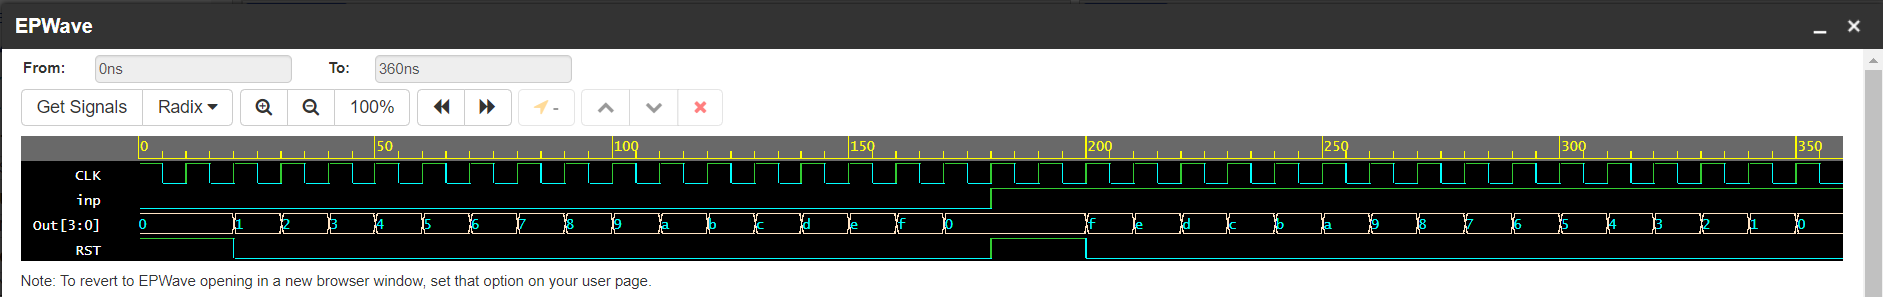 EPWave
From: 0ns To: 360ns
Get Signals Radix 100% -
0 50 100 150 200 250 300 350
CLK
inp
Out[3:0] 0 1 2 3 4 5 6 7 8 9 a b c d e f 0 f e d c b a 9 8 7 6 5 4 3 2 1 0
RST
Note: To revert to EPWave opening in a new browser window, set that option on your user page.